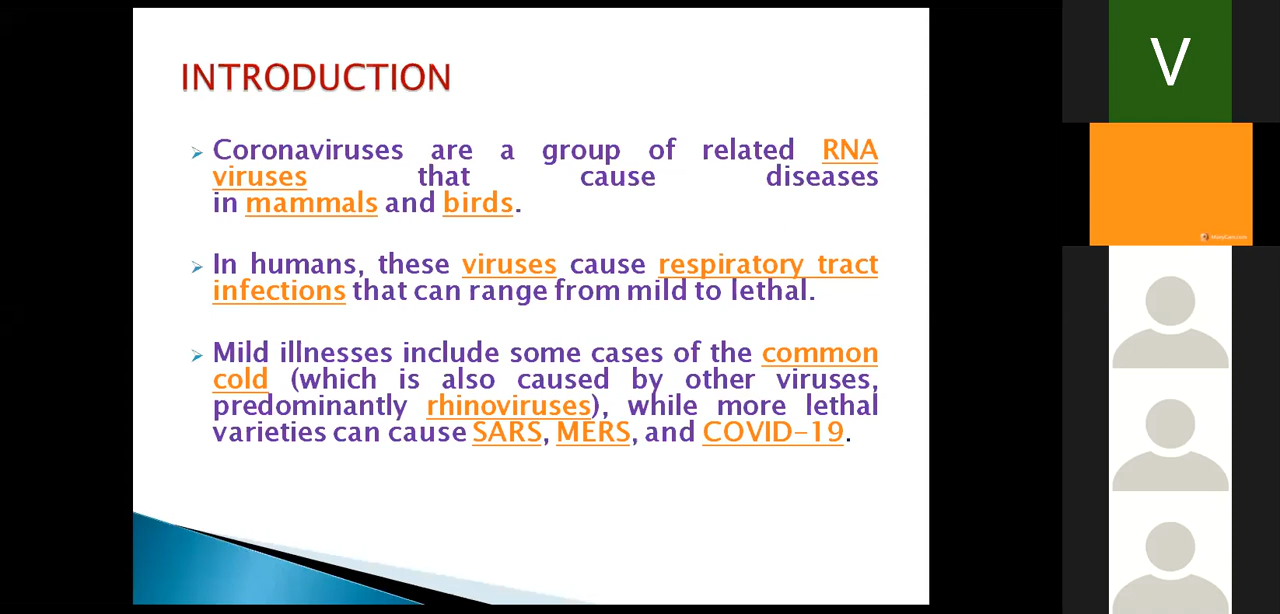 INTRODUCTION
Coronaviruses are a group of related RNA
viruses that cause diseases
in mammals and birds.
In humans, these viruses cause respiratory tract
infections that can range from mild to lethal.
Mild illnesses include some cases of the common
cold (which is also caused by other viruses,
predominantly rhinoviruses), while more lethal
varieties can cause SARS, MERS, and COVID-19.
V